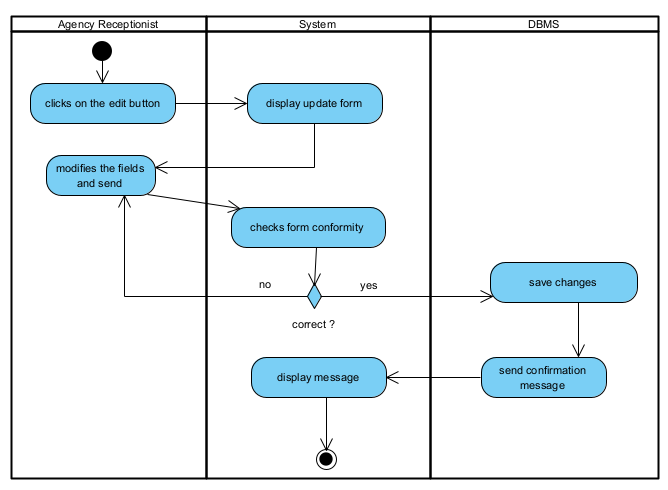 Agency Receptionist
System
DBMS
clicks on the edit button
display update form
modifies the fields
and send
checks form conformity
no
yes
save changes
correct ?
display message
send confirmation
message